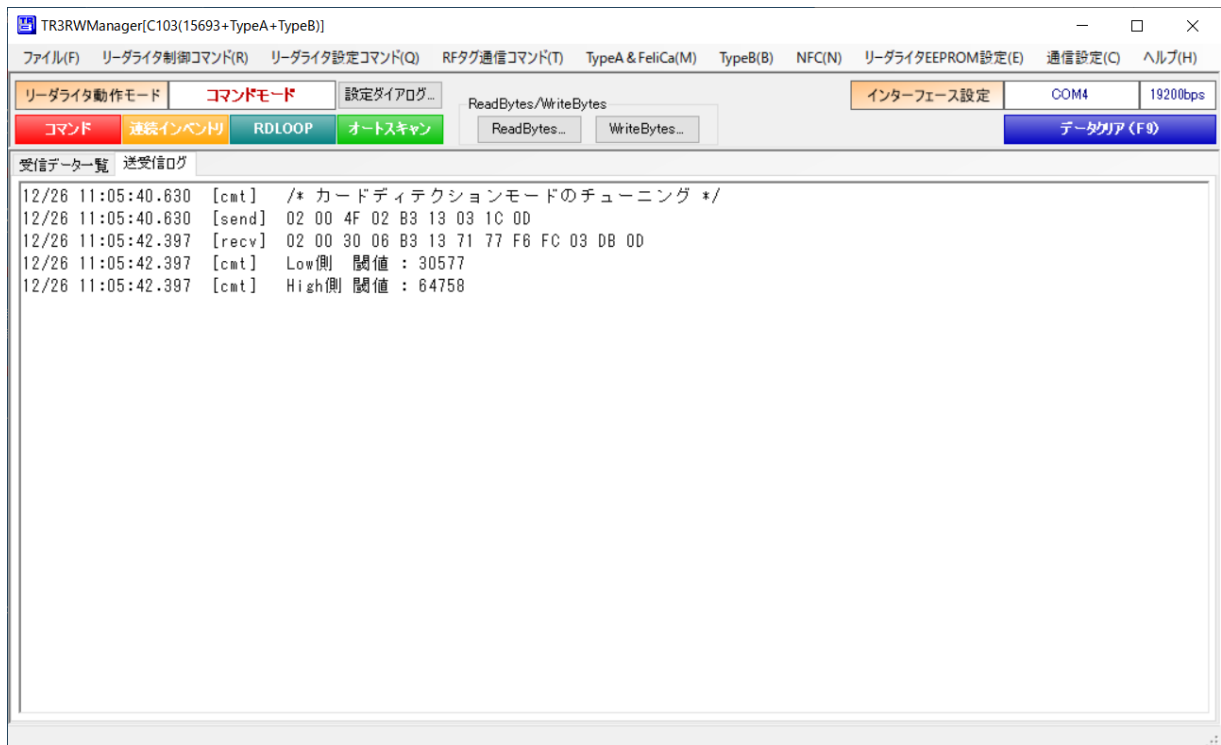 TR3RWManager[C103(15693+TypeA+TypeB)]
ファイル(F) リーダライタ制御コマンド(R) リーダライタ設定コマンド(Q) RFタグ通信コマンド(T) TypeA & FeliCa(M) TypeB(B) NFC(N) リーダライタEEPROM設定(E) 通信設定(C) ヘルプ(H)
リーダライタ動作モード コマンドモード 設定ダイアログ... ReadBytes/WriteBytes インターフェース設定 COM4 19200bps
コマンド 連続インベントリ RDLOOP オートスキャン ReadBytes... WriteBytes... データクリア(F9)
受信データ一覧 送受信ログ
12/26 11:05:40.630 [cmt] /* カードディテクションモードのチューニング */
12/26 11:05:40.630 [send] 02 00 4F 02 B3 13 03 1C 0D
12/26 11:05:42.397 [recv] 02 00 30 06 B3 13 71 77 F6 FC 03 DB 0D
12/26 11:05:42.397 [cmt] Low側 閾値 : 30577
12/26 11:05:42.397 [cmt] High側 閾値 : 64758